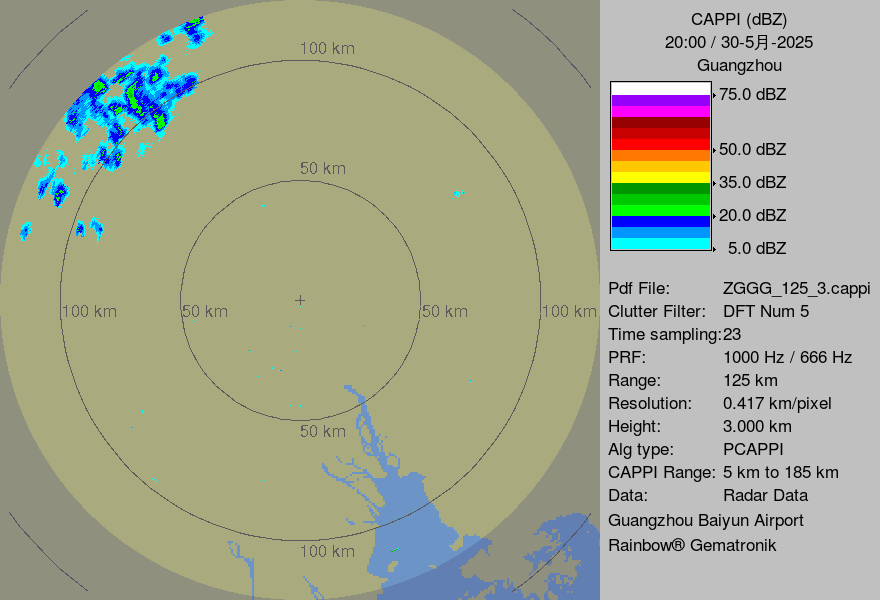 CAPPI (dBZ)
20:00 / 30-5月-2025
Guangzhou
75.0 dBZ
50.0 dBZ
35.0 dBZ
20.0 dBZ
5.0 dBZ
Pdf File: ZGGG_125_3.cappi
Clutter Filter: DFT Num 5
Time sampling:23
PRF: 1000 Hz / 666 Hz
Range: 125 km
Resolution: 0.417 km/pixel
Height: 3.000 km
Alg type: PCAPPI
CAPPI Range: 5 km to 185 km
Data: Radar Data
Guangzhou Baiyun Airport
Rainbow® Gematronik
100 km
50 km
100 km 50 km 50 km 100 km
50 km
100 km